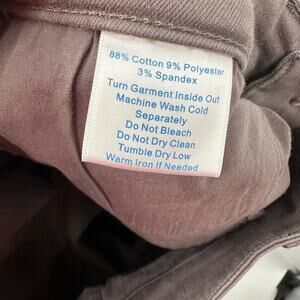 88% Cotton 9% Polyester
3% Spandex
Turn Garment Inside Out
Machine Wash Cold
Separately
Do Not Bleach
Do Not Dry Clean
Tumble Dry Low
Warm Iron If Needed